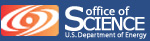 office of
SCIENCE
U.S. Department of Energy